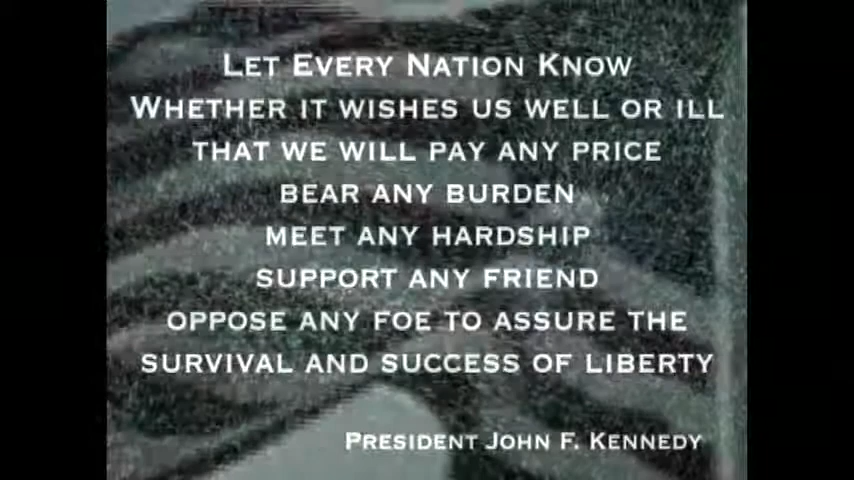 Let Every Nation Know
Whether it wishes us well or ill
that we will pay any price
bear any burden
meet any hardship
support any friend
oppose any foe to assure the
survival and success of liberty
President John F. Kennedy